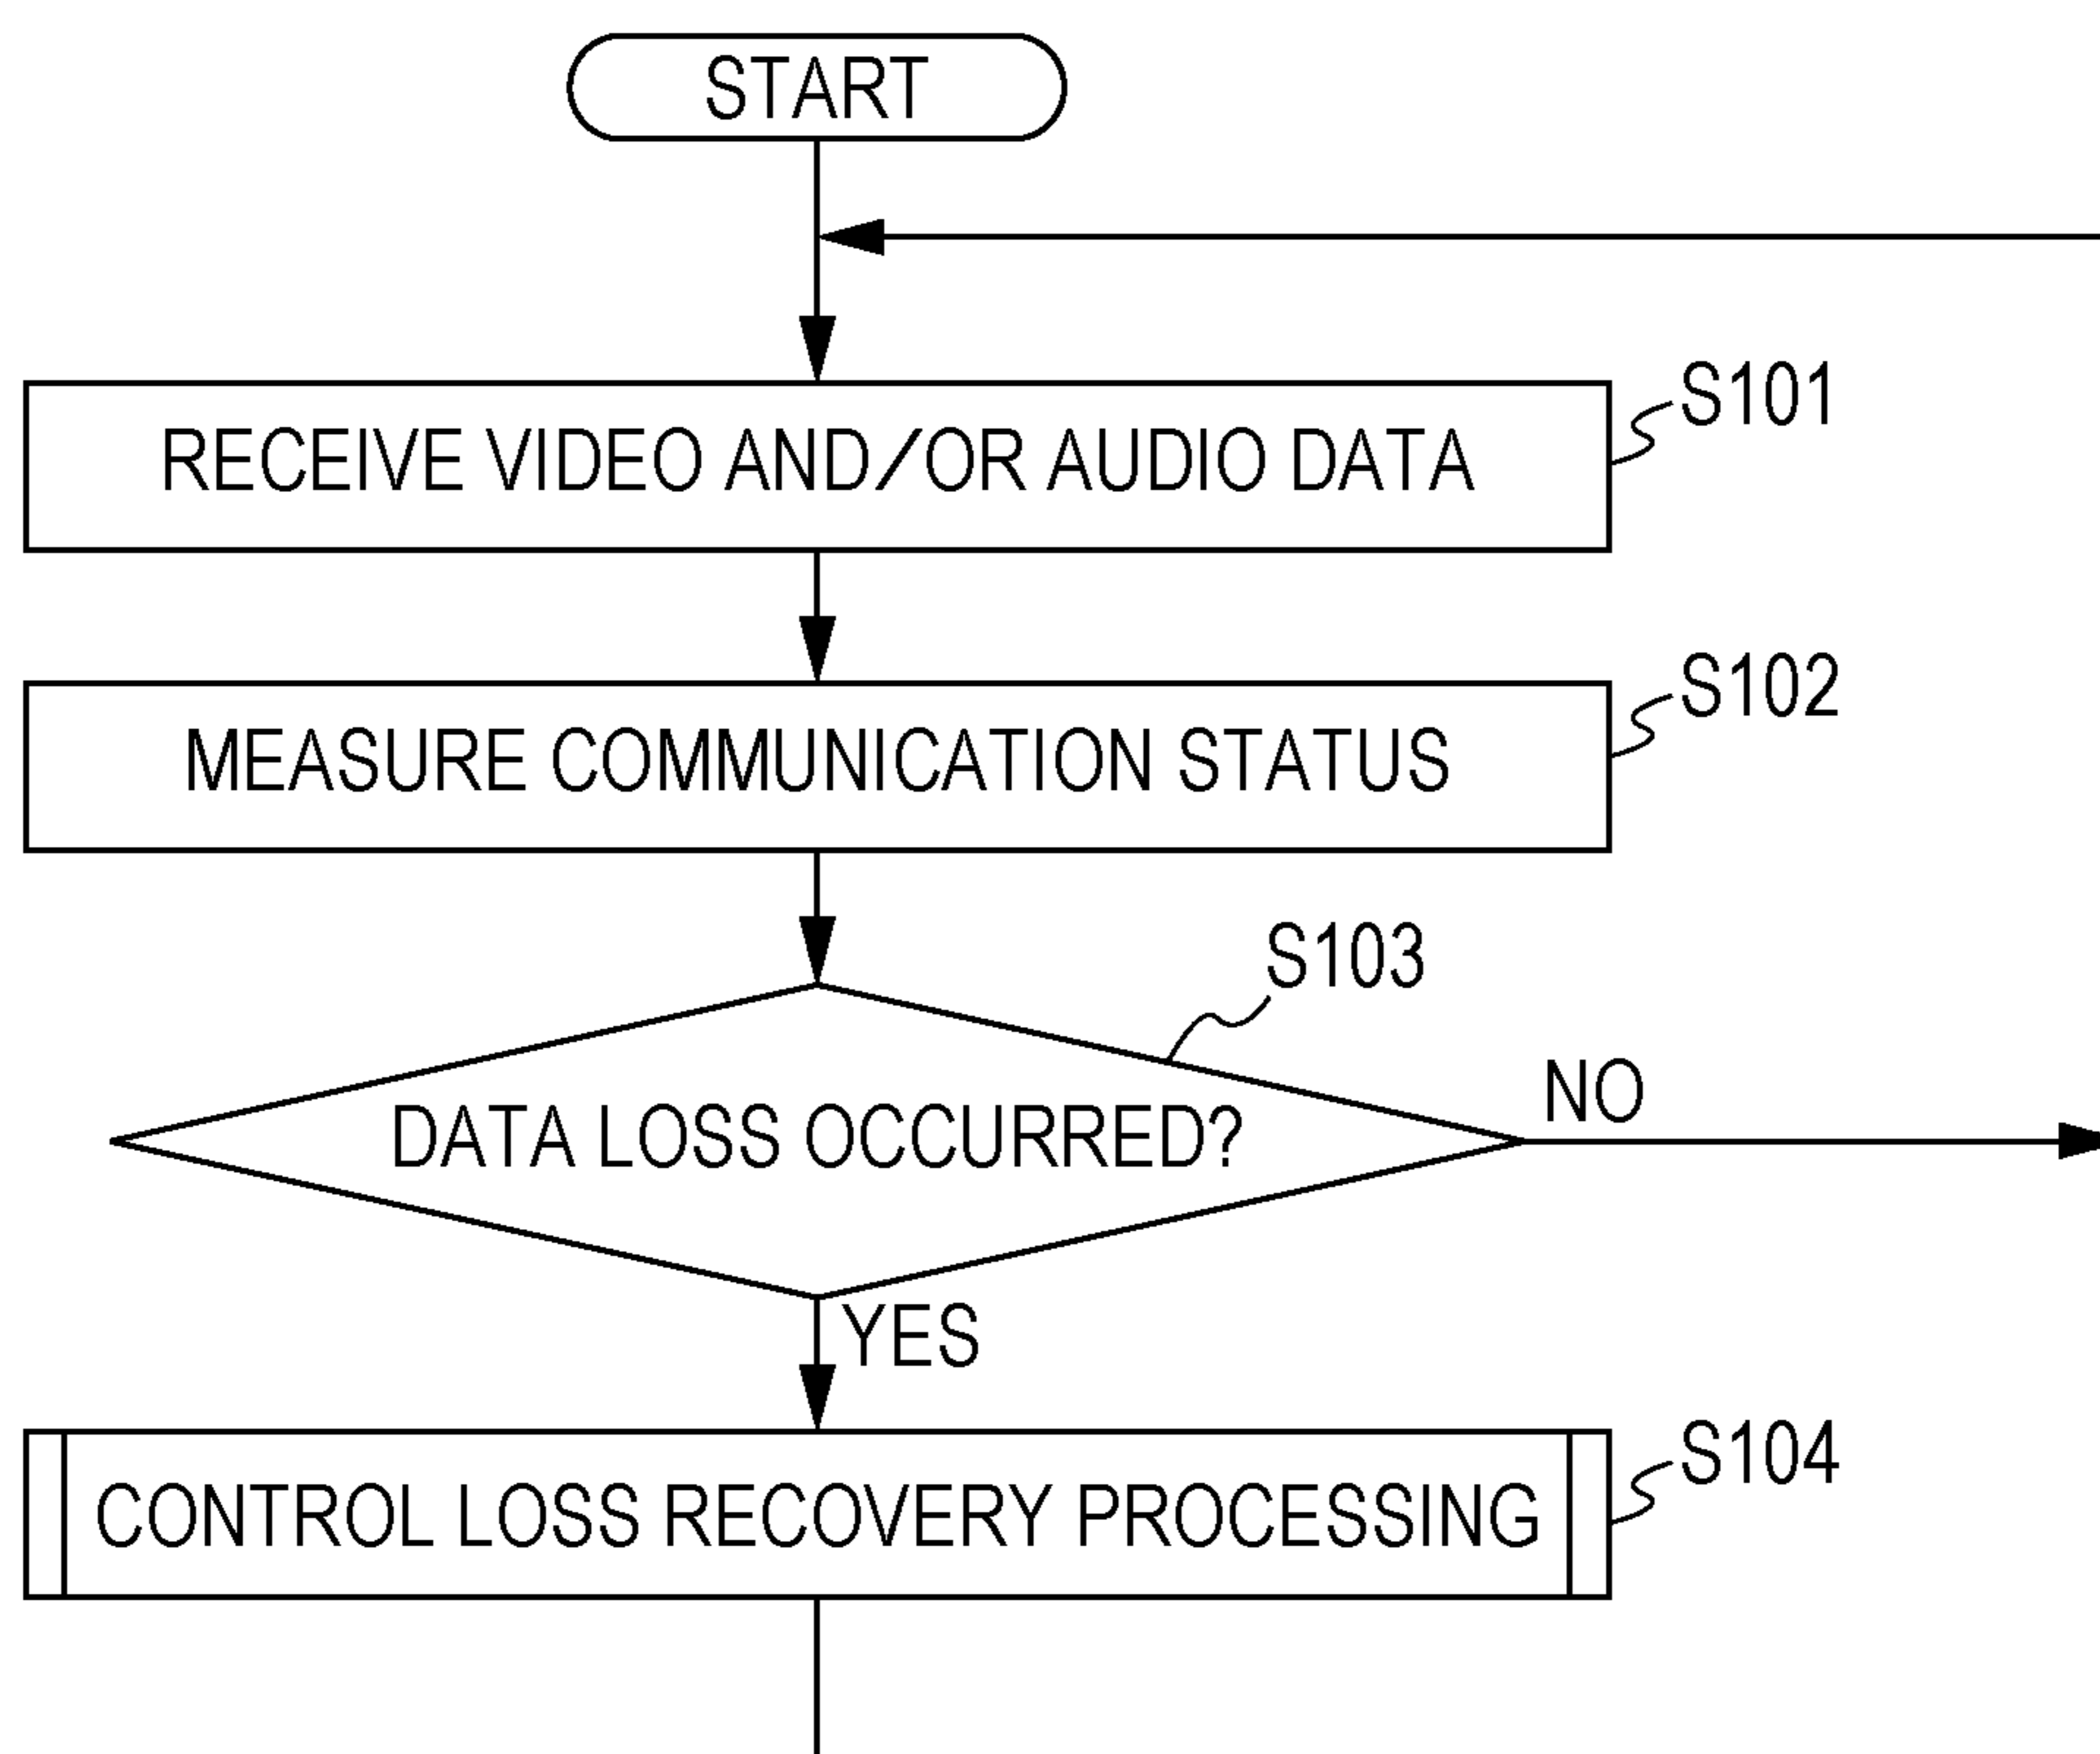 START
RECEIVE VIDEO AND/OR AUDIO DATA
S101
MEASURE COMMUNICATION STATUS
S102
S103
DATA LOSS OCCURRED?
NO
YES
CONTROL LOSS RECOVERY PROCESSING
S104